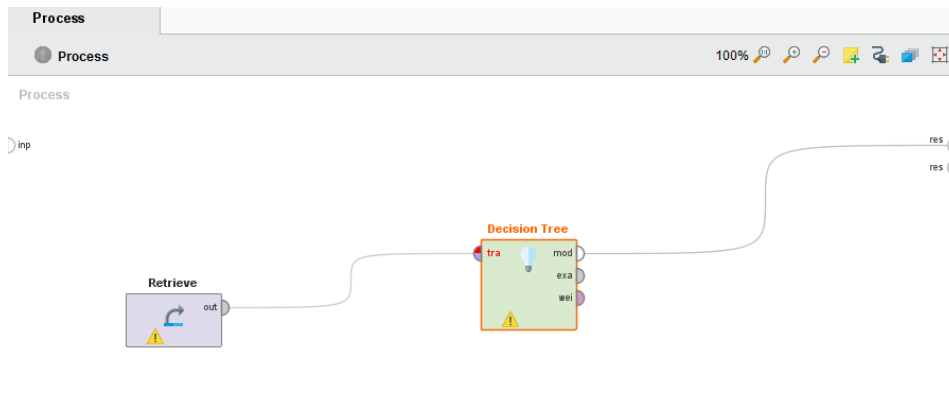 Process
Process
100%
Process
inp
res
res
Decision Tree
tra
mod
exa
wei
Retrieve
out